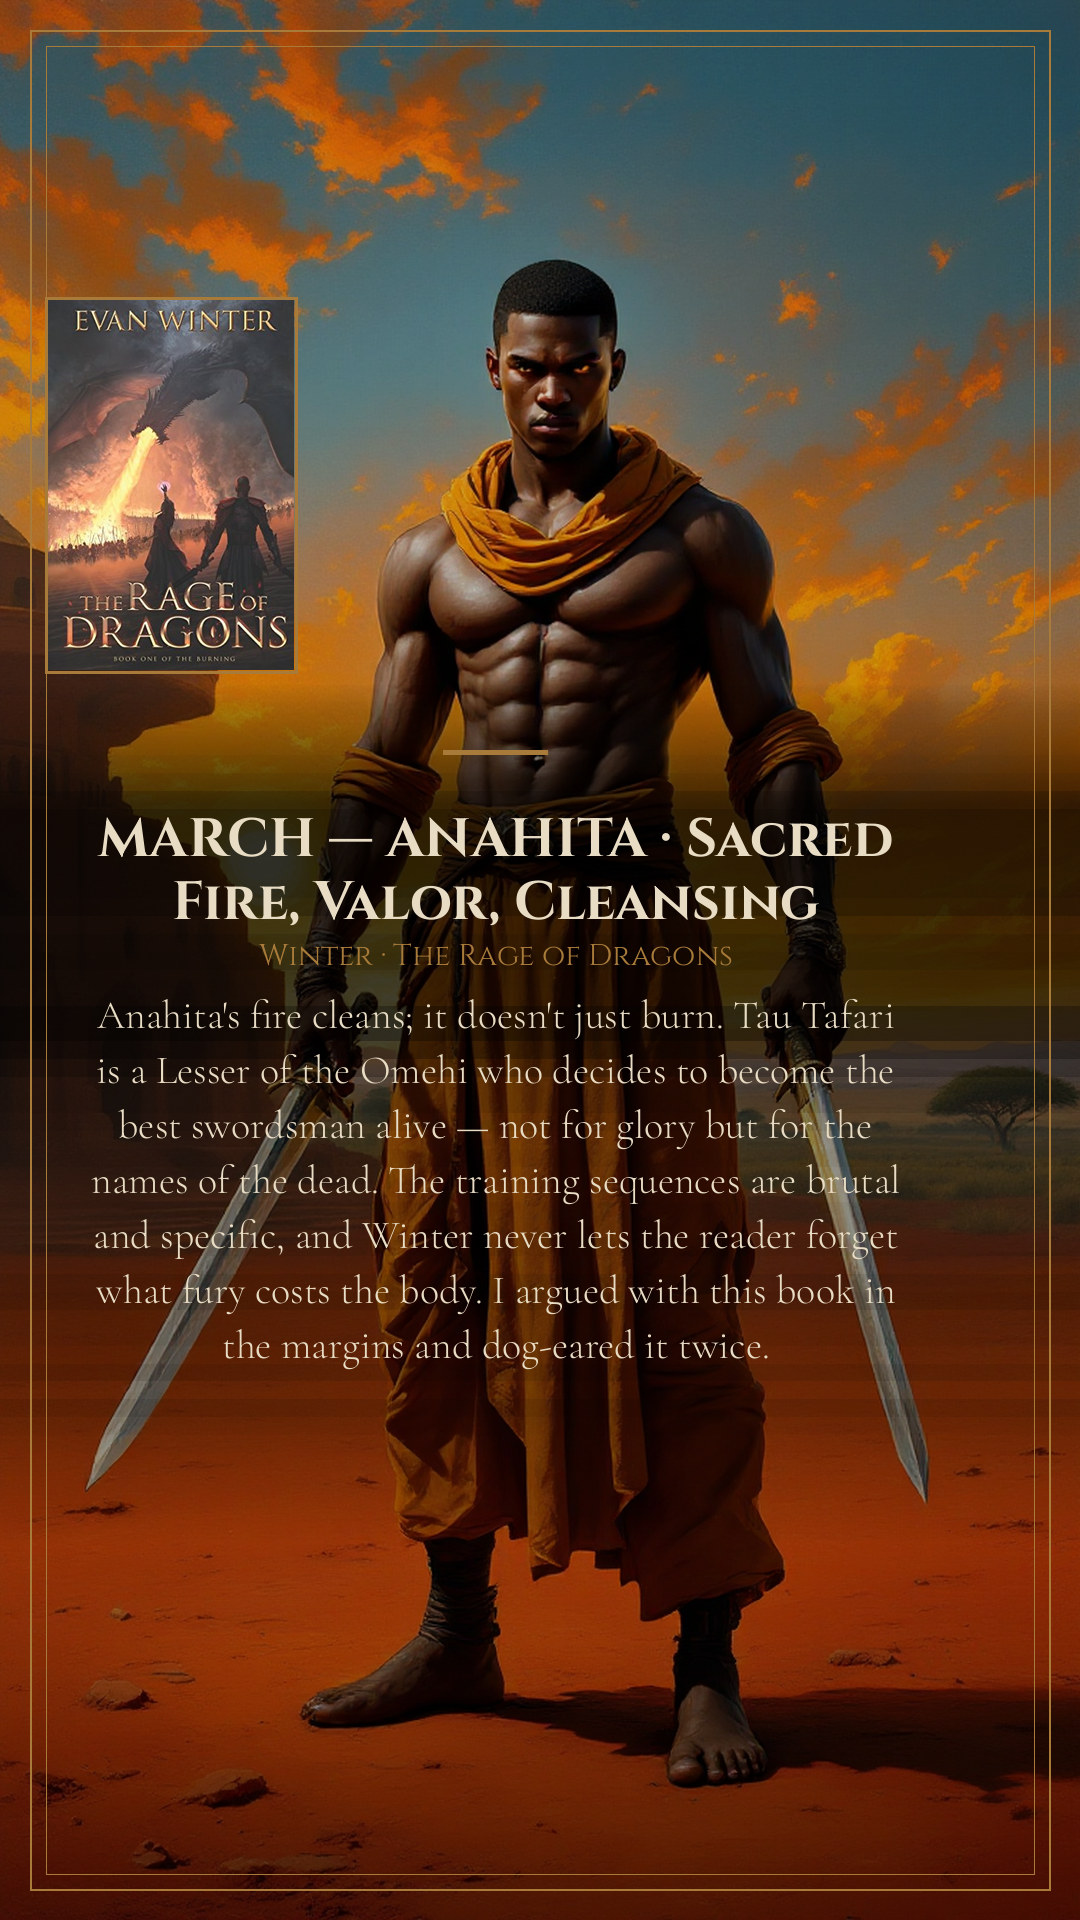 EVAN WINTER
THE RAGE OF
DRAGONS
BOOK ONE OF THE BURNING
MARCH — ANAHITA · SACRED
FIRE, VALOR, CLEANSING
WINTER · THE RAGE OF DRAGONS
Anahita's fire cleans; it doesn't just burn. Tau Tafari
is a Lesser of the Omehi who decides to become the
best swordsman alive — not for glory but for the
names of the dead. The training sequences are brutal
and specific, and Winter never lets the reader forget
what fury costs the body. I argued with this book in
the margins and dog-eared it twice.